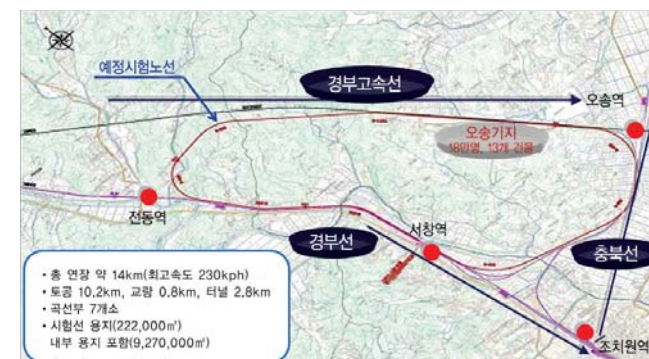 예정시험노선
경부고속선
오송역
오송기지
18만평, 13개 건물
전동역
경부선
서창역
충북선
조치원역
• 총 연장 약 14km(최고속도 230kph)
• 토공 10.2km, 교량 0.8km, 터널 2.8km
• 곡선부 7개소
• 시험선 용지(222,000㎡)
내부 용지 포함(9,270,000㎡)